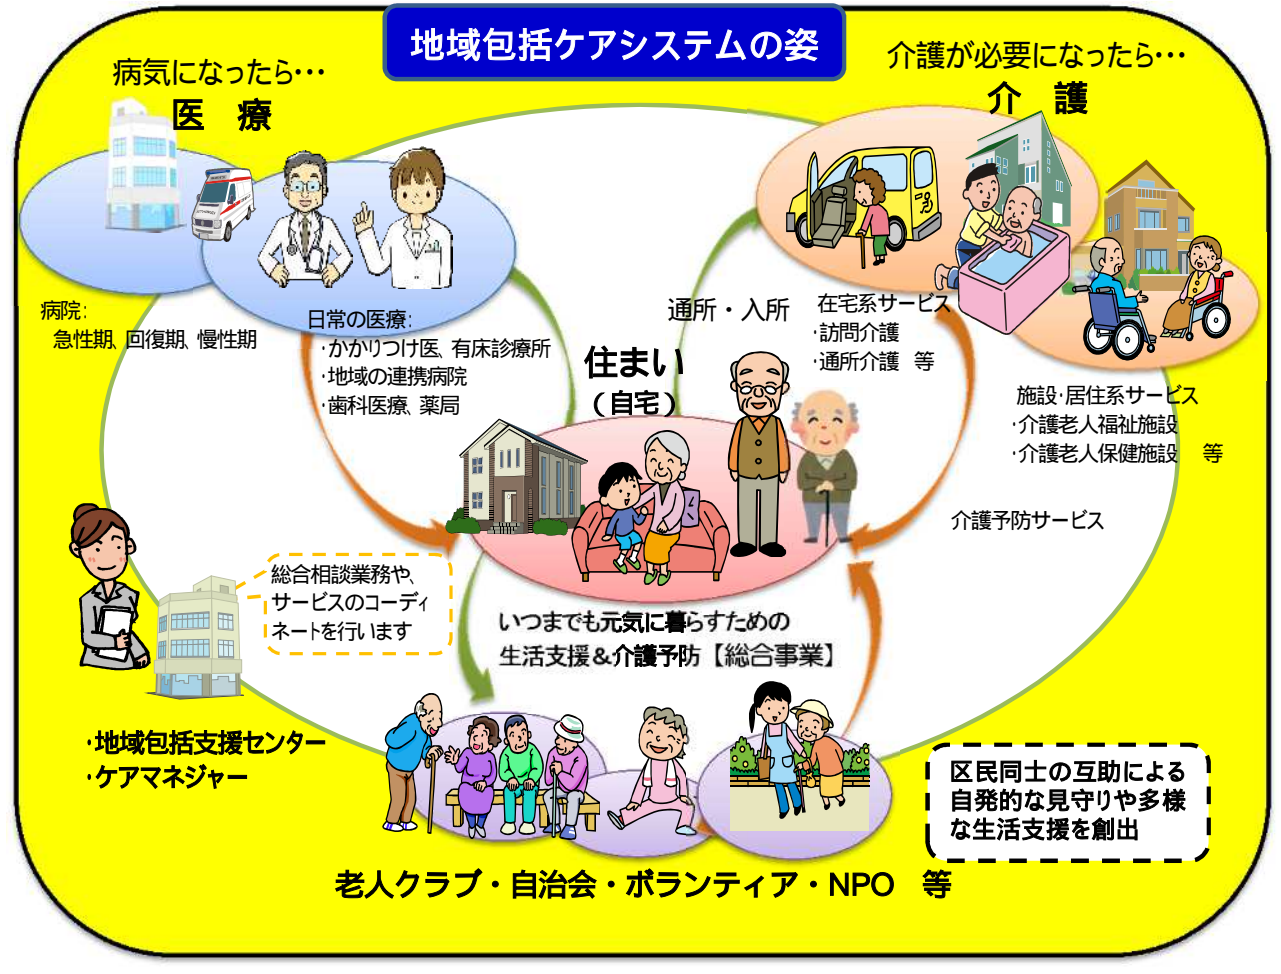 地域包括ケアシステムの姿
病気になったら…
医　療
介護が必要になったら…
介　護
病院：
急性期、回復期、慢性期
日常の医療：
・かかりつけ医、有床診療所
・地域の連携病院
・歯科医療、薬局
通所・入所
在宅系サービス
・訪問介護
・通所介護　等
住まい
（自宅）
施設・居住系サービス
・介護老人福祉施設
・介護老人保健施設　等
介護予防サービス
総合相談業務や、
サービスのコーディ
ネートを行います
いつまでも元気に暮らすための
生活支援＆介護予防【総合事業】
・地域包括支援センター
・ケアマネジャー
区民同士の互助による
自発的な見守りや多様
な生活支援を創出
老人クラブ・自治会・ボランティア・NPO　等